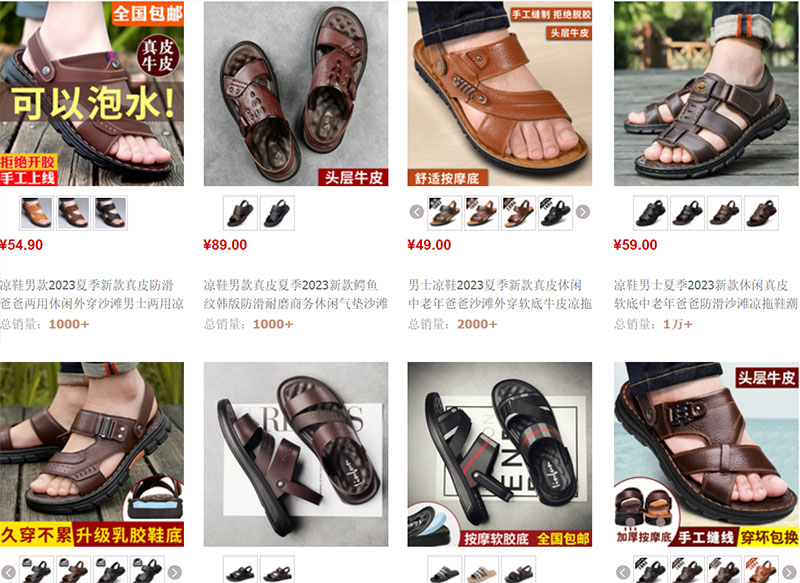 全国包邮
真皮
牛皮
可以泡水!
拒绝开胶
手工上线
头层牛皮
手工缝制 拒绝脱胶
头层牛皮
舒适按摩底
¥54.90
¥89.00
¥49.00
¥59.00
凉鞋男款2023夏季新款真皮防滑
爸爸两用休闲外穿沙滩男士两用凉
总销量：1000+
凉鞋男款真皮夏季2023新款鳄鱼
纹韩版防滑耐磨商务休闲气垫沙滩
总销量：1000+
男士凉鞋2023夏季新款真皮休闲
中老年爸爸沙滩外穿软底牛皮凉拖
总销量：2000+
凉鞋男士夏季2023新款休闲真皮
软底中老年爸爸防滑沙滩凉拖鞋潮
总销量：1万+
久穿不累 升级乳胶鞋底
按摩软胶底 全国包邮
头层牛皮
加厚按摩底 手工缝线 穿坏包换